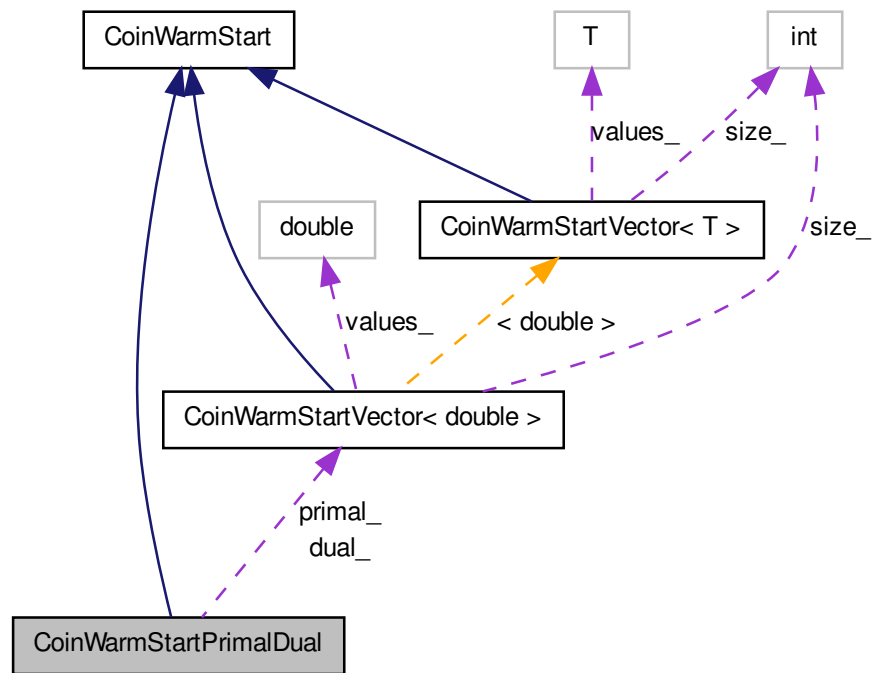 CoinWarmStart
T
int
values_
size_
double
CoinWarmStartVector< T >
size_
values_
< double >
CoinWarmStartVector< double >
primal_
dual_
CoinWarmStartPrimalDual